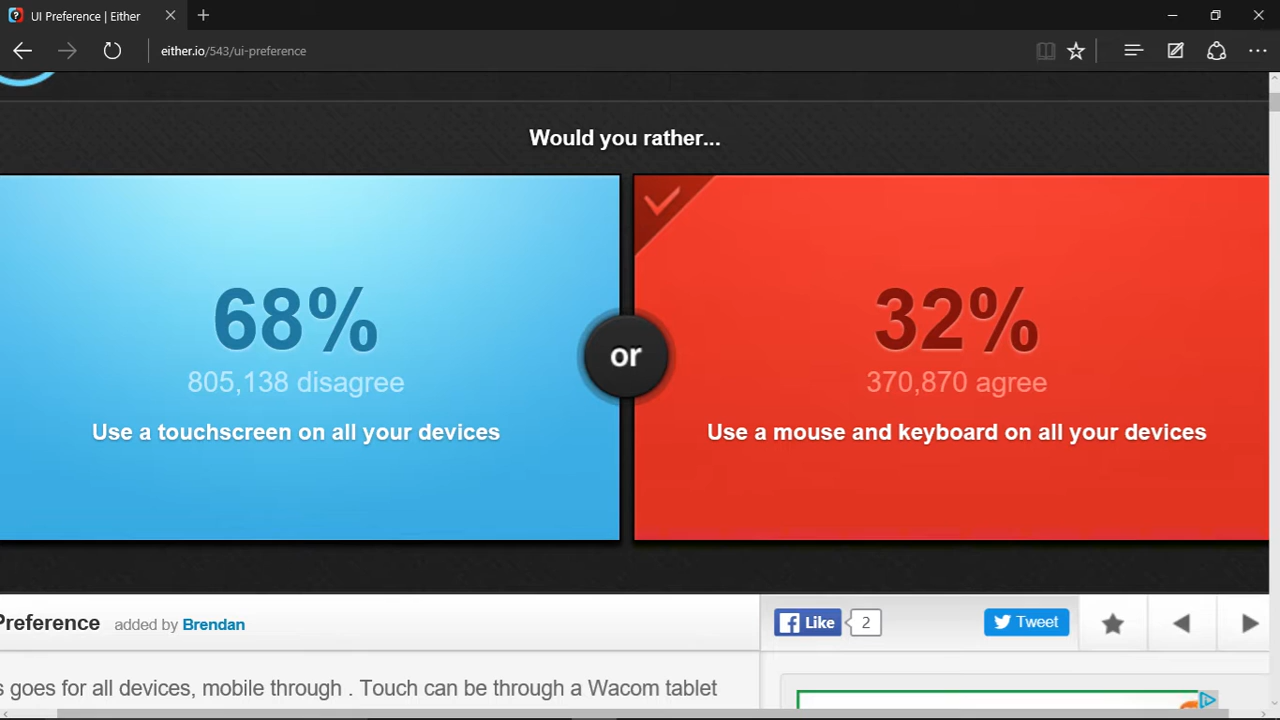 UI Preference | Either
either.io/543/ui-preference
Would you rather...
68%
805,138 disagree
Use a touchscreen on all your devices
or
32%
370,870 agree
Use a mouse and keyboard on all your devices
Preference added by Brendan
Like 2
Tweet
s goes for all devices, mobile through . Touch can be through a Wacom tablet